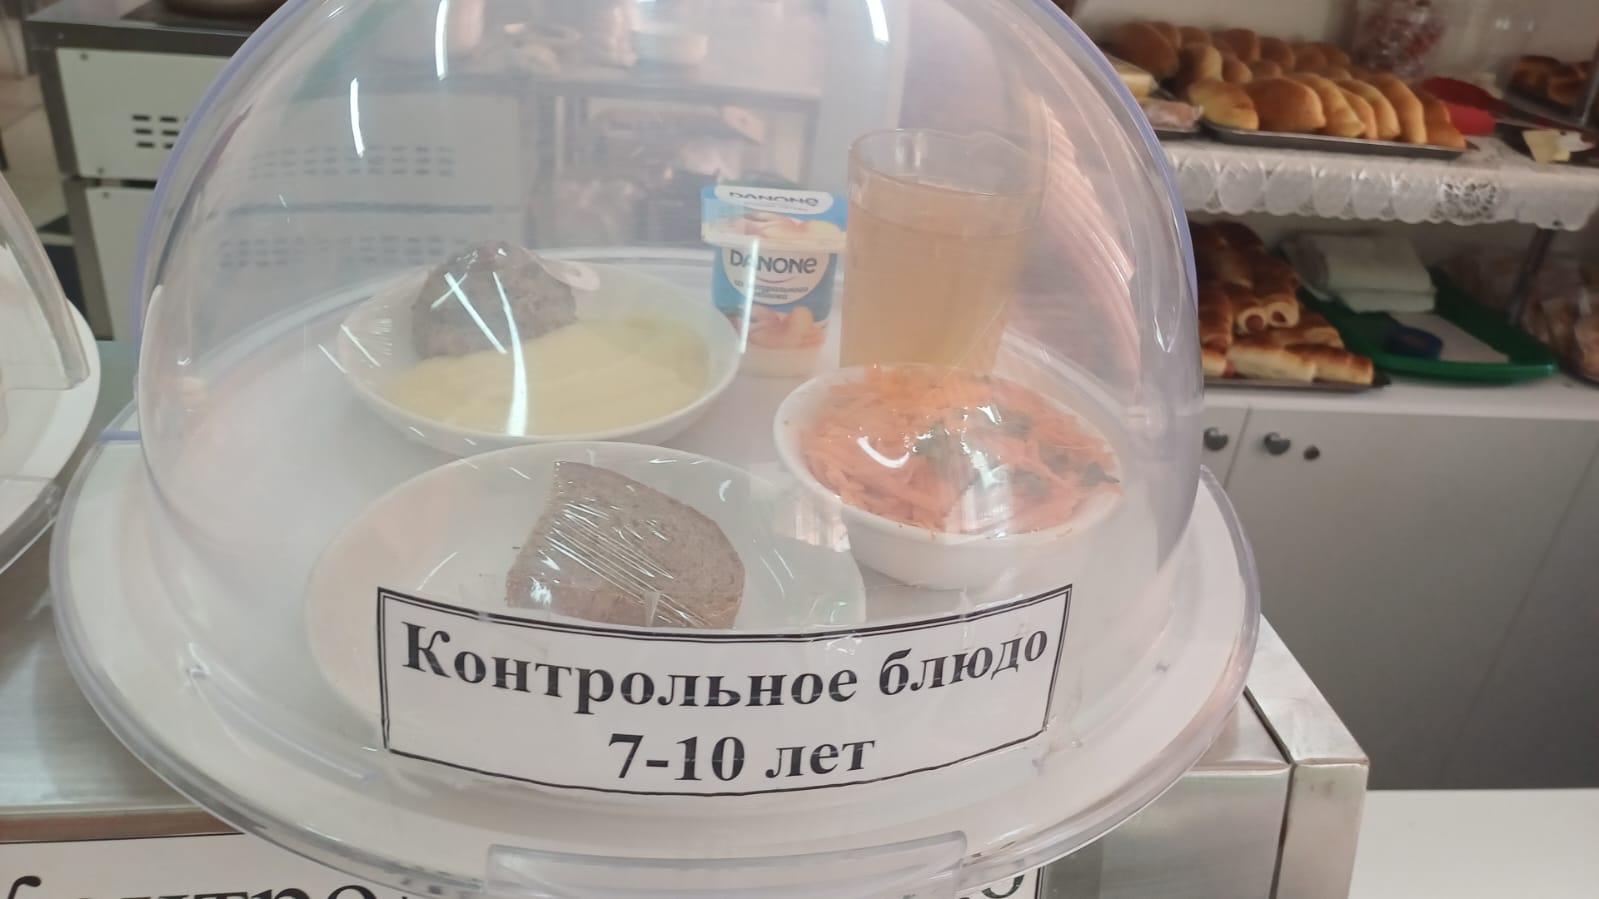 DANONE
DANONE
Контрольное блюдо
7-10 лет